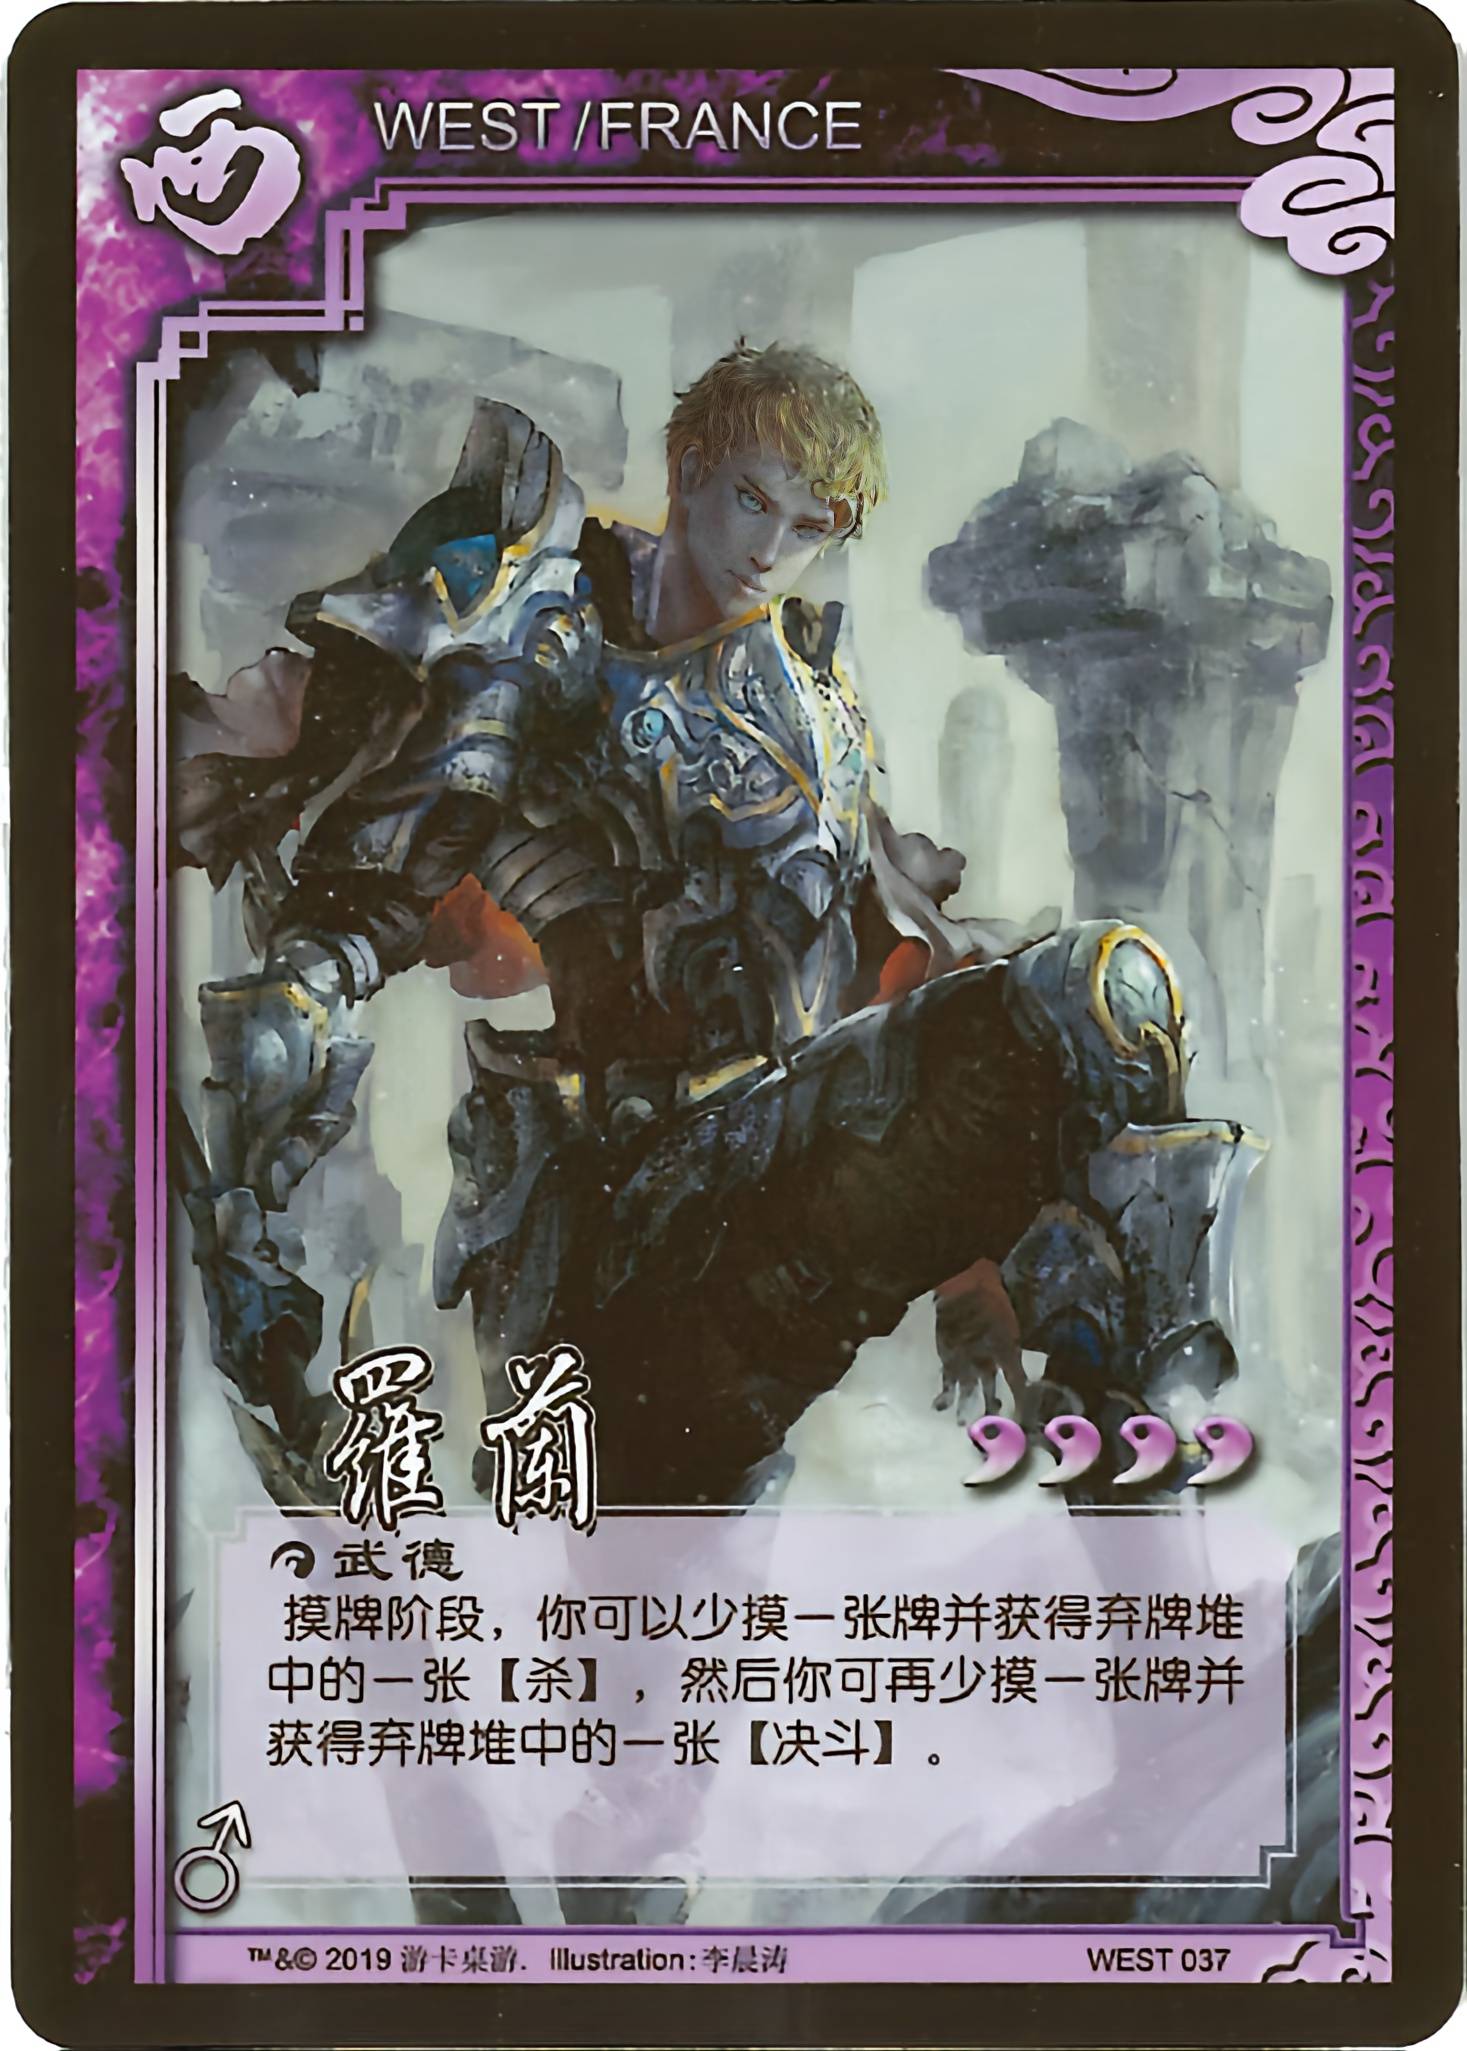 西
WEST /FRANCE
羅蘭
武德
摸牌阶段，你可以少摸一张牌并获得弃牌堆
中的一张【杀】，然后你可再少摸一张牌并
获得弃牌堆中的一张【决斗】。
™&© 2019 游卡桌游. Illustration:李晨涛
WEST 037